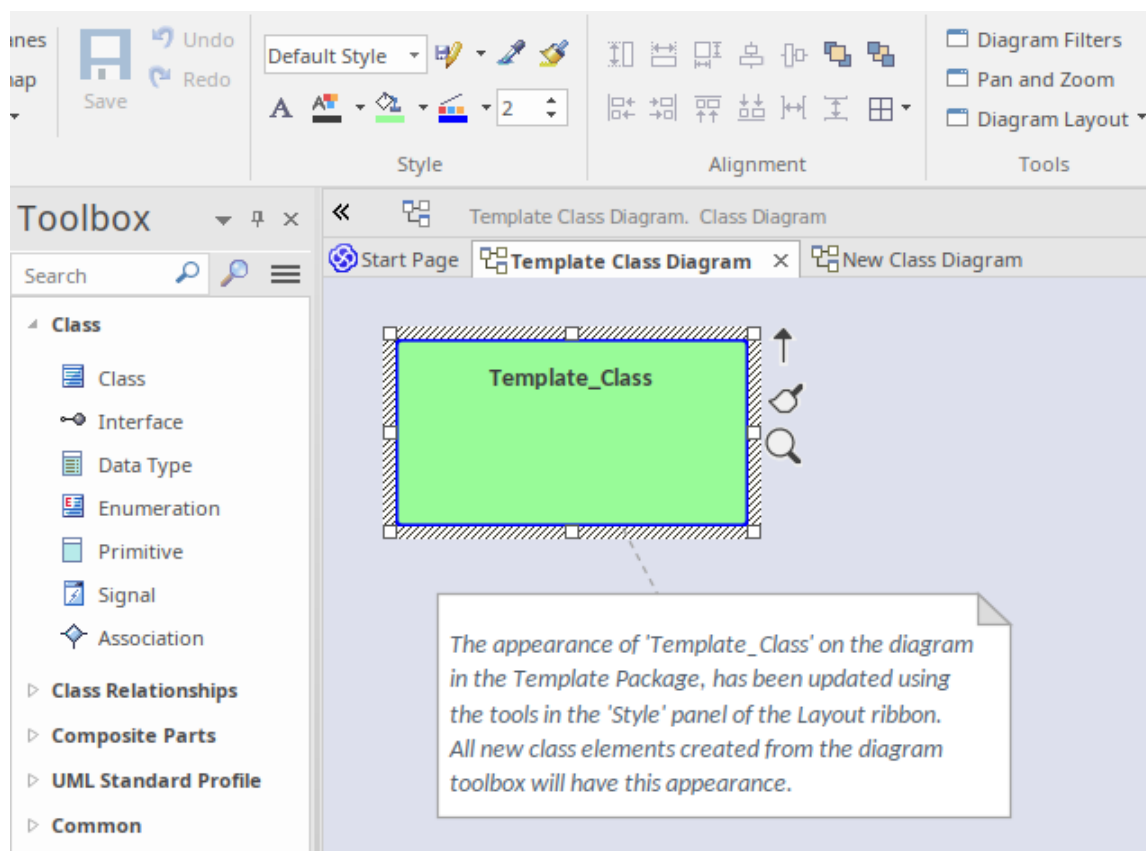 nnes
nap
Save
Undo
Redo
Default Style
A
A
2
Style
Alignment
Diagram Filters
Pan and Zoom
Diagram Layout
Tools
Toolbox
Search
Class
Class
Interface
Data Type
Enumeration
Primitive
Signal
Association
Class Relationships
Composite Parts
UML Standard Profile
Common
Template Class Diagram. Class Diagram
Start Page
Template Class Diagram
New Class Diagram
Template_Class
The appearance of 'Template_Class' on the diagram
in the Template Package, has been updated using
the tools in the 'Style' panel of the Layout ribbon.
All new class elements created from the diagram
toolbox will have this appearance.